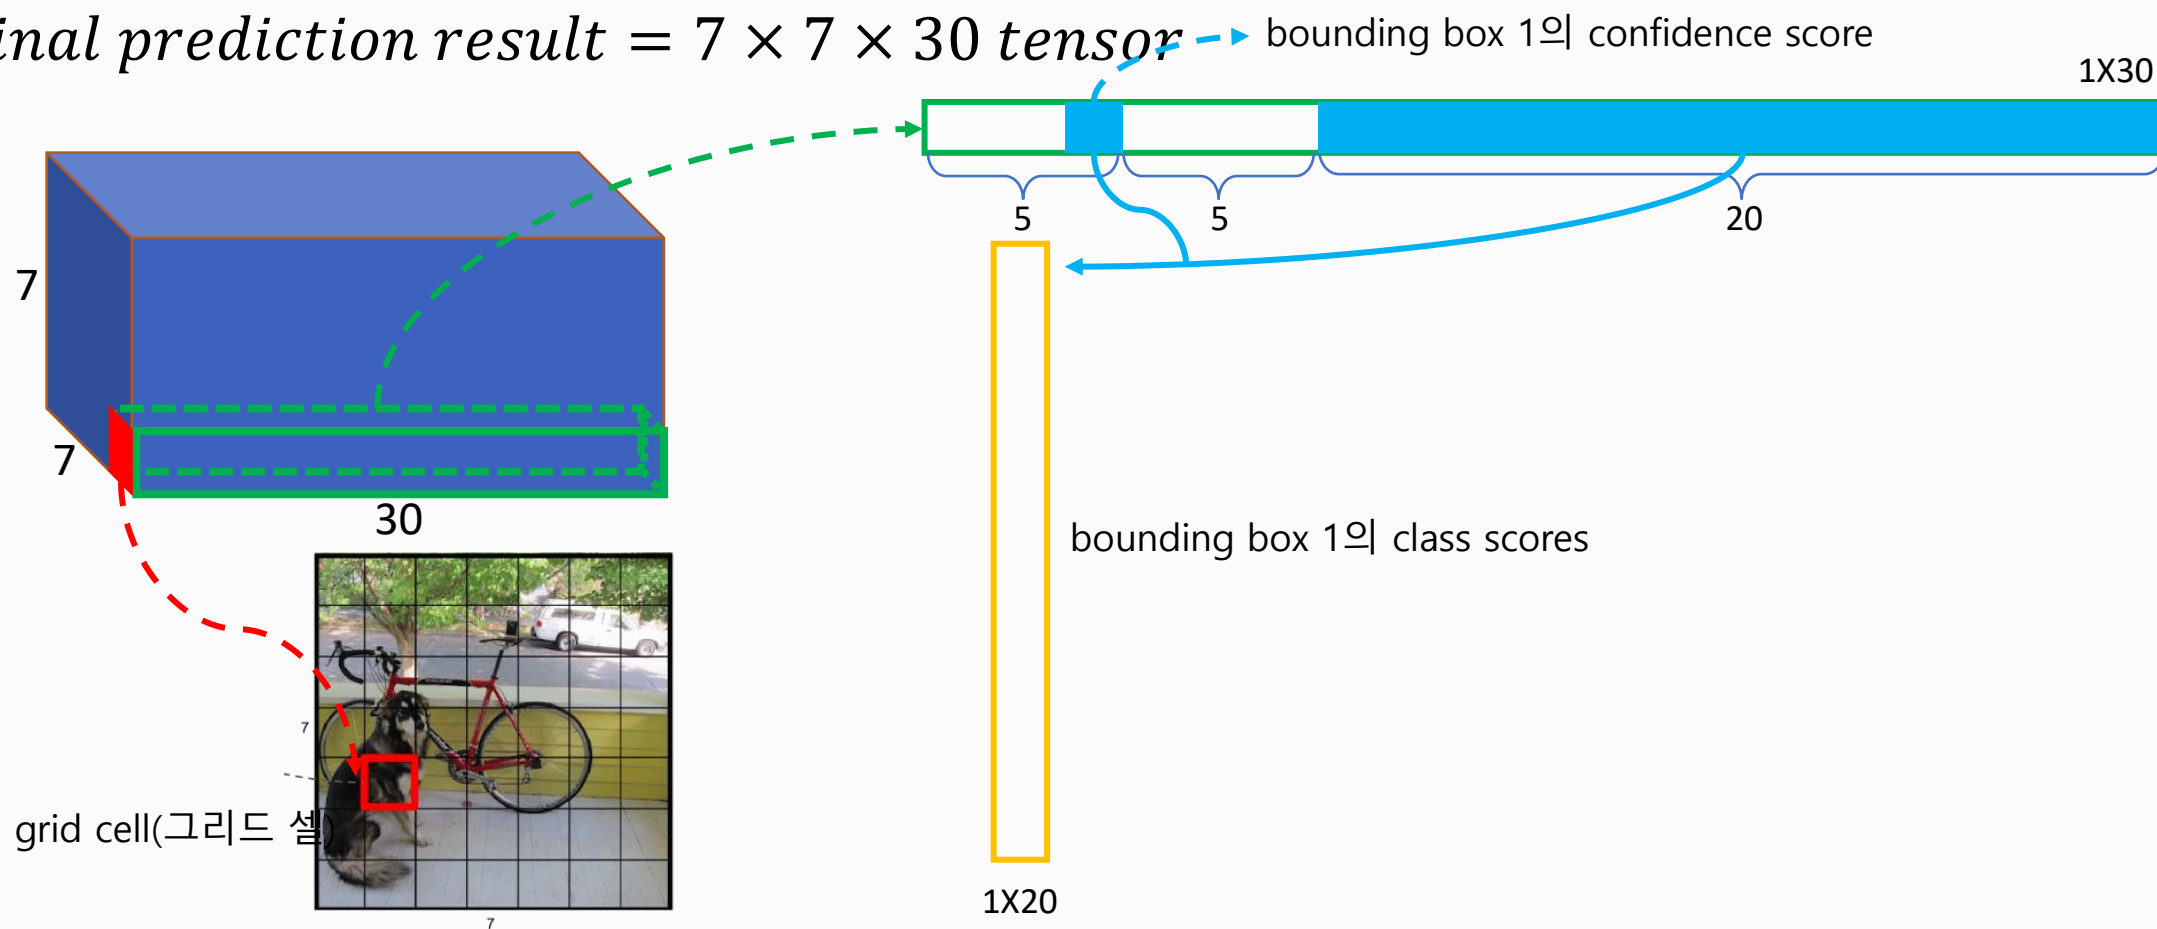 inal prediction result = 7 × 7 × 30 tensor
bounding box 1의 confidence score
1X30
5
5
20
7
7
30
bounding box 1의 class scores
7
grid cell(그리드 셀)
1X20
7